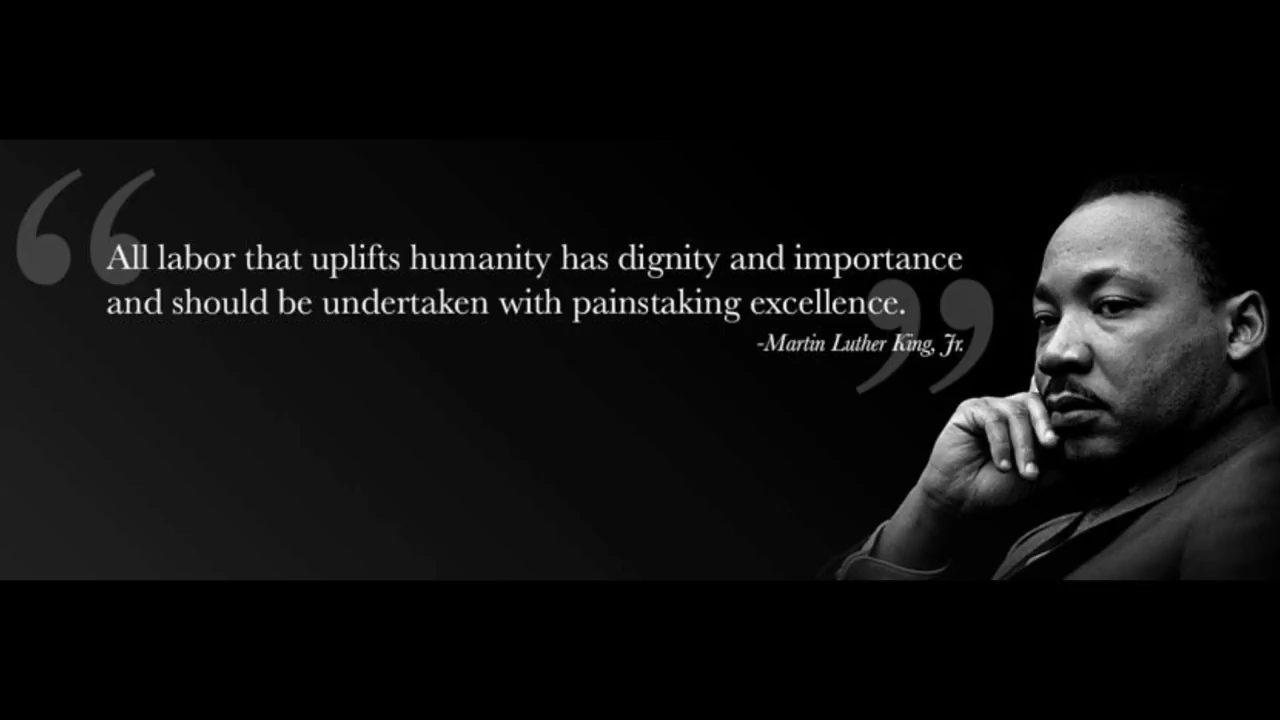 All labor that uplifts humanity has dignity and importance
and should be undertaken with painstaking excellence.
-Martin Luther King, Jr.